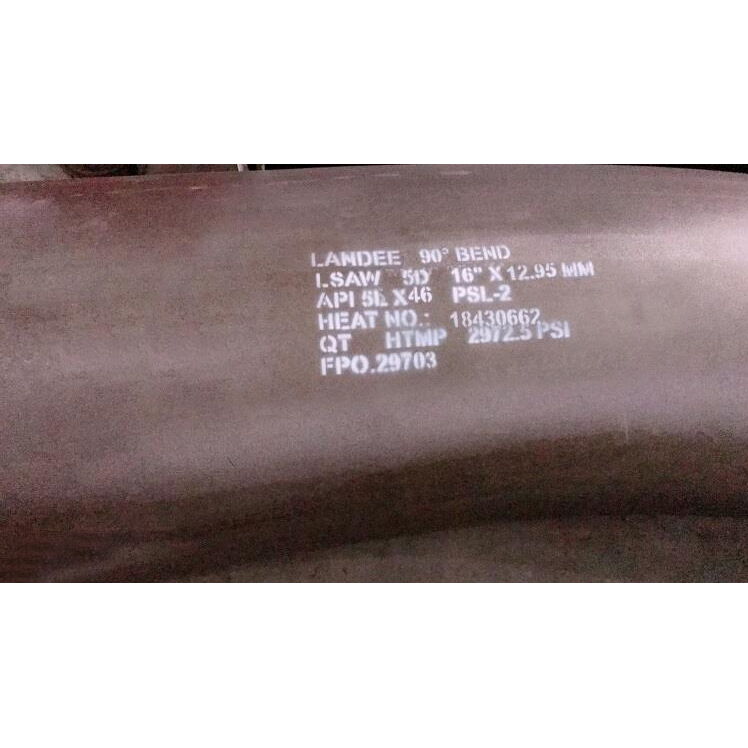 LANDEE 90° BEND
LSAW 5D 16" X 12.95 MM
API 5L X46 PSL-2
HEAT NO.: 18430662
QT HTMP 2972.5 PSI
FPO.29703